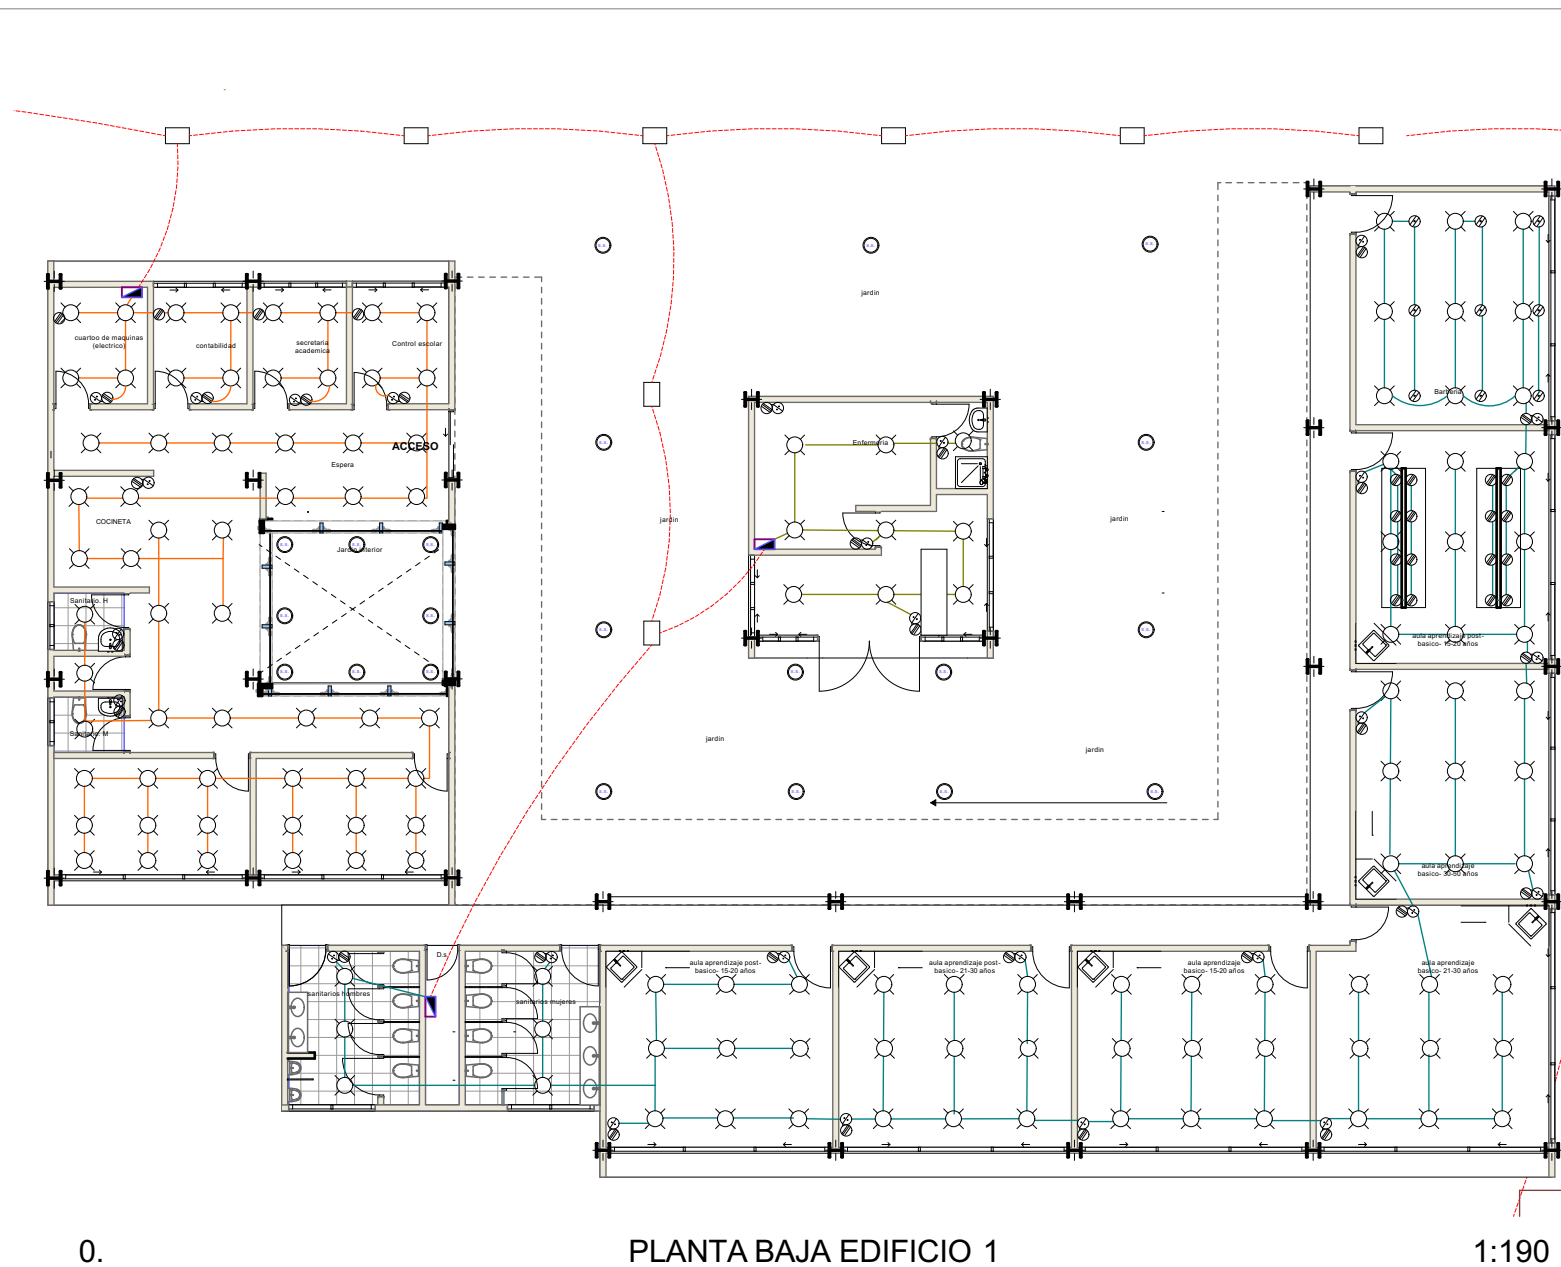 jardin
cuartoo de maquinas
(electrico)
contabilidad
secretaria
academica
Control escolar
Barberia
ACCESO
Espera
Enfermeria
COCINETA
jardin
jardin
Jardin interior
Sanitario. H
aula aprendizaje post-
basico- 15-20 años
Sanitario. M
jardin
jardin
aula aprendizaje
basico- 30-50 años
D.s.
sanitarios hombres
sanitarios mujeres
aula aprendizaje post-
basico- 15-20 años
aula aprendizaje post-
basico- 21-30 años
aula aprendizaje
basico- 15-20 años
aula aprendizaje
basico- 21-30 años
0.
PLANTA BAJA EDIFICIO 1
1:190